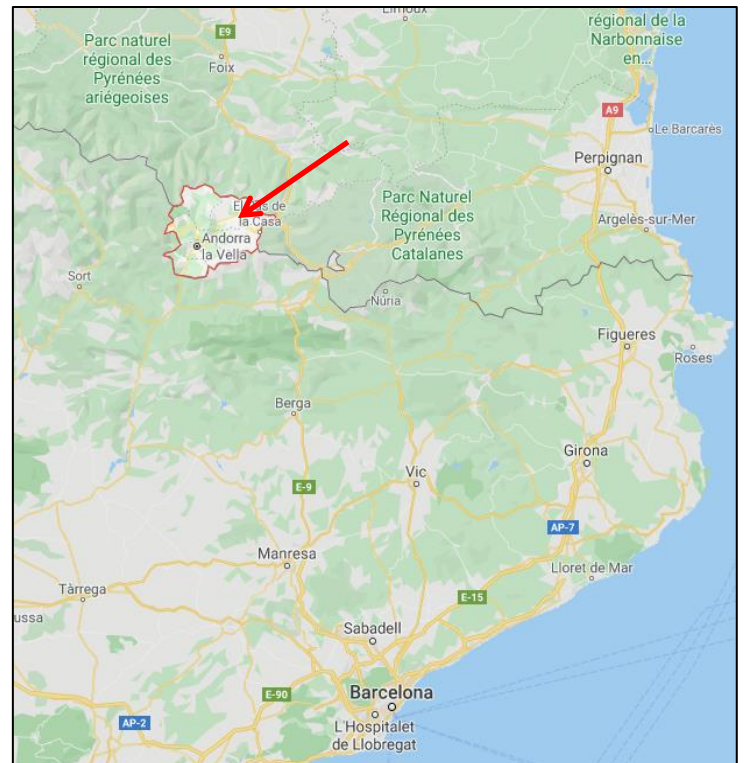 Limoux
régional de la
Narbonnaise
en...
E9
Parc naturel
régional des
Pyrénées
ariégeoises
Foix
A9
Le Barcarès
Perpignan
Parc Naturel
Régional des
Pyrénées
Catalanes
de
la Casa
Argelès-sur-Mer
Andorra
la Vella
Sort
Núria
Figueres
Roses
Berga
Girona
Vic
E-9
AP-7
Manresa
Lloret de Mar
Tàrrega
E-15
ussa
Sabadell
E-90
Barcelona
AP-2
L'Hospitalet
de Llobregat